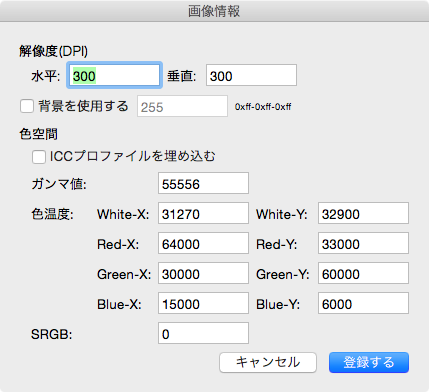 画像情報
解像度(DPI)
水平: 300 垂直: 300
背景を使用する 255 0xff-0xff-0xff
色空間
ICCプロファイルを埋め込む
ガンマ値: 55556
色温度: White-X: 31270 White-Y: 32900
Red-X: 64000 Red-Y: 33000
Green-X: 30000 Green-Y: 60000
Blue-X: 15000 Blue-Y: 6000
SRGB: 0
キャンセル 登録する